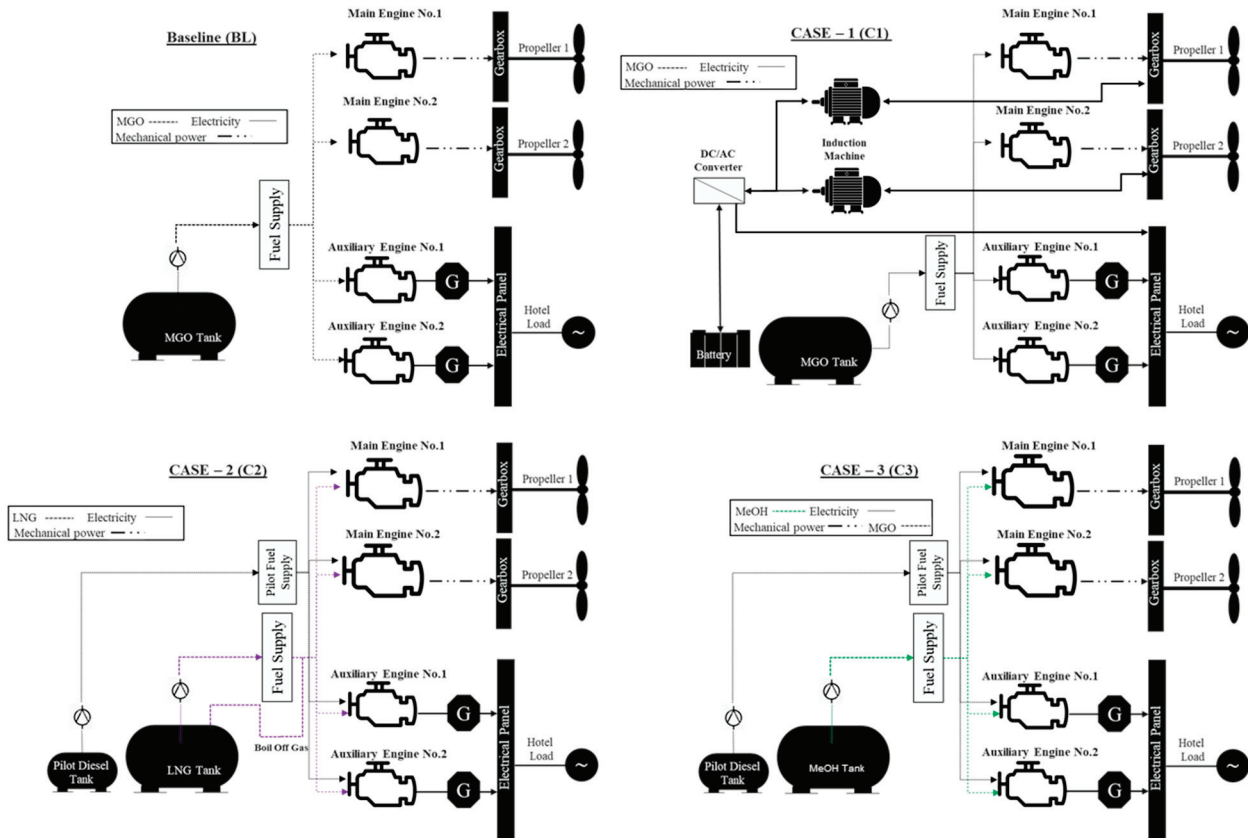 Baseline (BL)
MGO Electricity
Mechanical power
Main Engine No.1
Gearbox
Propeller 1
Main Engine No.2
Gearbox
Propeller 2
Fuel Supply
MGO Tank
Auxiliary Engine No.1
G
Auxiliary Engine No.2
G
Electrical Panel
Hotel
Load
~
CASE – 1 (C1)
MGO Electricity
Mechanical power
Main Engine No.1
Gearbox
Propeller 1
Main Engine No.2
Gearbox
Propeller 2
DC/AC
Converter
Induction
Machine
Fuel Supply
Battery
MGO Tank
Auxiliary Engine No.1
G
Auxiliary Engine No.2
G
Electrical Panel
Hotel
Load
~
CASE – 2 (C2)
LNG Electricity
Mechanical power
Main Engine No.1
Gearbox
Propeller 1
Main Engine No.2
Gearbox
Propeller 2
Pilot Fuel
Supply
Fuel Supply
Boil Off Gas
Pilot Diesel
Tank
LNG Tank
Auxiliary Engine No.1
G
Auxiliary Engine No.2
G
Electrical Panel
Hotel
Load
~
CASE – 3 (C3)
MeOH Electricity
Mechanical power MGO
Main Engine No.1
Gearbox
Propeller 1
Main Engine No.2
Gearbox
Propeller 2
Pilot Fuel
Supply
Fuel Supply
Pilot Diesel
Tank
MeOH Tank
Auxiliary Engine No.1
G
Auxiliary Engine No.2
G
Electrical Panel
Hotel
Load
~